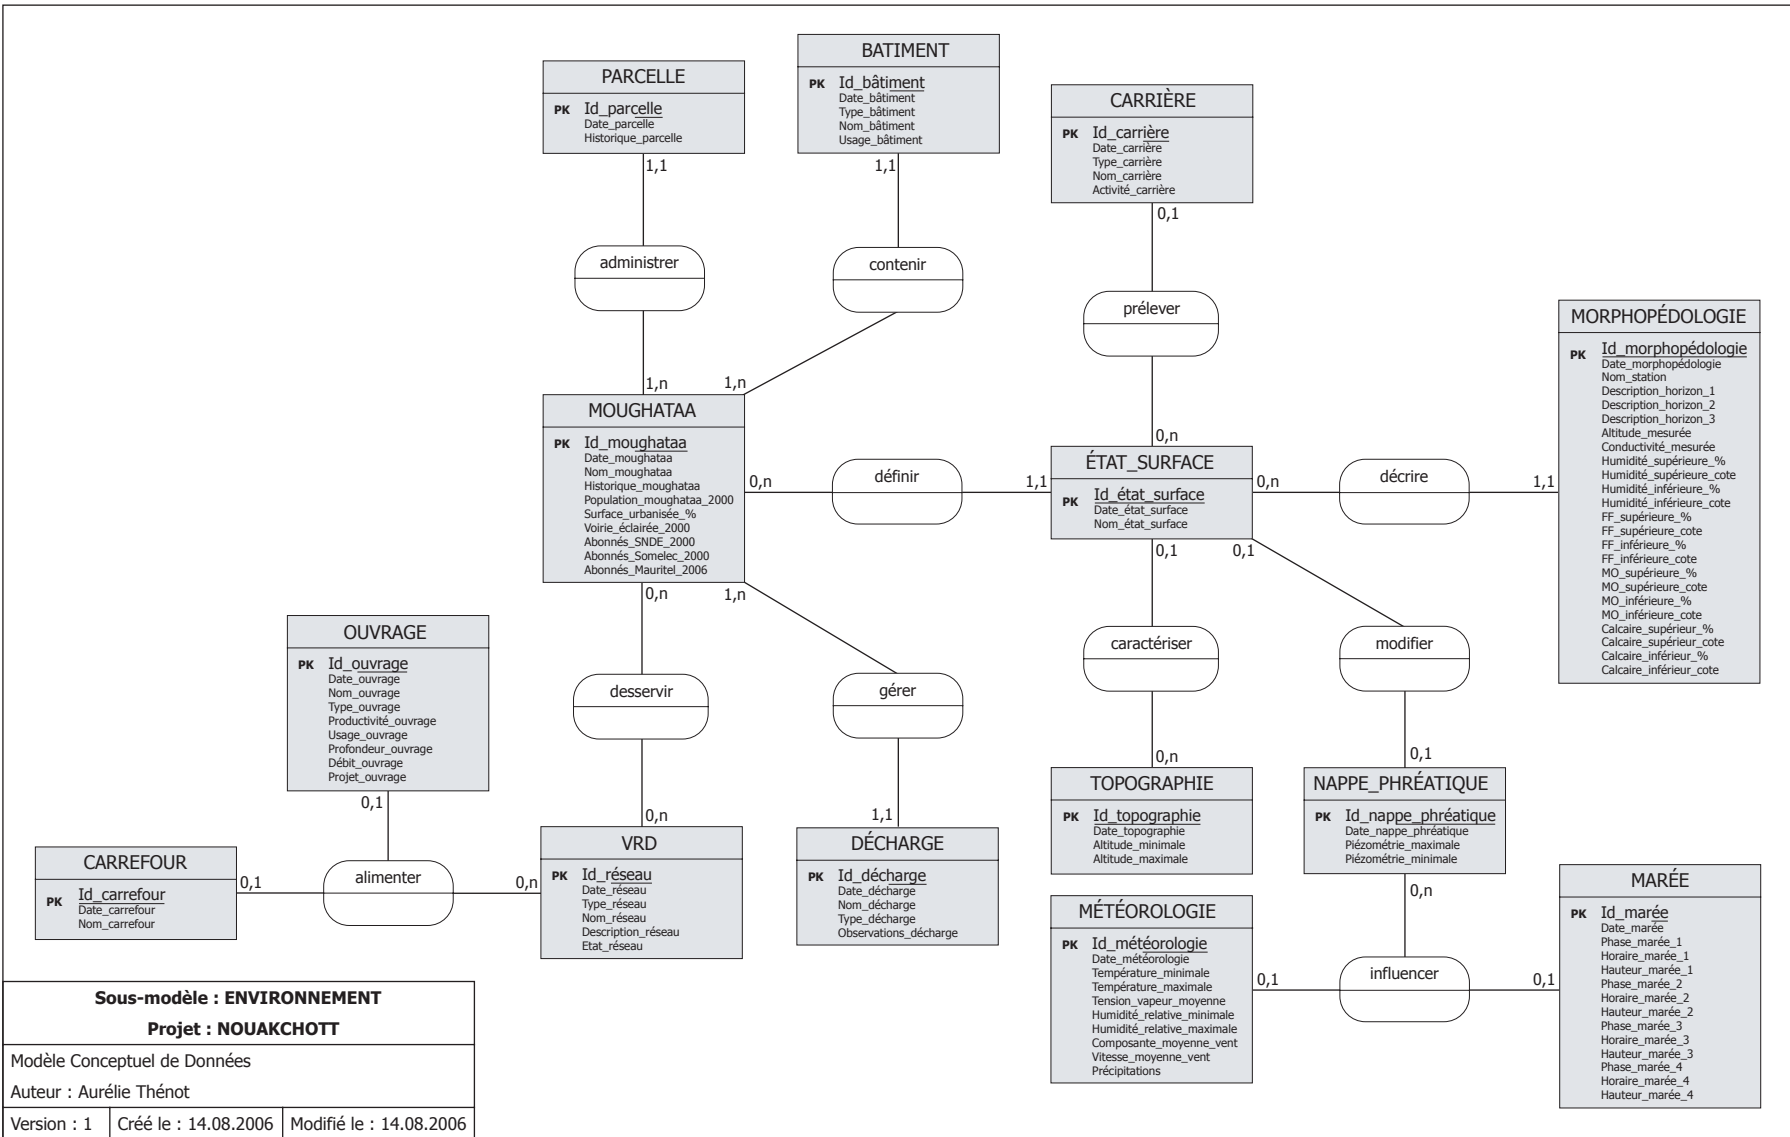 PARCELLE
PK Id_parcelle
Date_parcelle
Historique_parcelle
1,1
administrer
1,n
BATIMENT
PK Id_bâtiment
Date_bâtiment
Type_bâtiment
Nom_bâtiment
Usage_bâtiment
1,1
contenir
1,n
CARRIÈRE
PK Id_carrière
Date_carrière
Type_carrière
Nom_carrière
Activité_carrière
0,1
prélever
0,n
MORPHOPÉDOLOGIE
PK Id_morphopédologie
Date_morphopédologie
Nom_station
Description_horizon_1
Description_horizon_2
Description_horizon_3
Altitude_mesurée
Conductivité_mesurée
Humidité_supérieure_%
Humidité_supérieure_cote
Humidité_inférieure_%
Humidité_inférieure_cote
FF_supérieure_%
FF_supérieure_cote
FF_inférieure_%
FF_inférieure_cote
MO_supérieure_%
MO_supérieure_cote
MO_inférieure_%
MO_inférieure_cote
Calcaire_supérieur_%
Calcaire_supérieur_cote
Calcaire_inférieur_%
Calcaire_inférieur_cote
MOUGHATAA
PK Id_moughataa
Date_moughataa
Nom_moughataa
Historique_moughataa
Population_moughataa_2000
Surface_urbanisée_%
Voirie_éclairée_2000
Abonnés_SNDE_2000
Abonnés_Somelec_2000
Abonnés_Mauritel_2006
0,n
définir
1,1
ÉTAT_SURFACE
PK Id_état_surface
Date_état_surface
Nom_état_surface
0,n
décrire
1,1
0,1
0,1
caractériser
modifier
0,n
0,1
0,n
1,n
desservir
gérer
0,n
1,1
OUVRAGE
PK Id_ouvrage
Date_ouvrage
Nom_ouvrage
Type_ouvrage
Productivité_ouvrage
Usage_ouvrage
Profondeur_ouvrage
Débit_ouvrage
Projet_ouvrage
0,1
CARREFOUR
PK Id_carrefour
Date_carrefour
Nom_carrefour
0,1
alimenter
0,n
VRD
PK Id_réseau
Date_réseau
Type_réseau
Nom_réseau
Description_réseau
Etat_réseau
DÉCHARGE
PK Id_décharge
Date_décharge
Nom_décharge
Type_décharge
Observations_décharge
TOPOGRAPHIE
PK Id_topographie
Date_topographie
Altitude_minimale
Altitude_maximale
NAPPE_PHRÉATIQUE
PK Id_nappe_phréatique
Date_nappe_phréatique
Piézométrie_maximale
Piézométrie_minimale
0,n
MÉTÉOROLOGIE
PK Id_météorologie
Date_météorologie
Température_minimale
Température_maximale
Tension_vapeur_moyenne
Humidité_relative_minimale
Humidité_relative_maximale
Composante_moyenne_vent
Vitesse_moyenne_vent
Précipitations
0,1
influencer
0,1
MARÉE
PK Id_marée
Date_marée
Phase_marée_1
Horaire_marée_1
Hauteur_marée_1
Phase_marée_2
Horaire_marée_2
Hauteur_marée_2
Phase_marée_3
Horaire_marée_3
Hauteur_marée_3
Phase_marée_4
Horaire_marée_4
Hauteur_marée_4
Sous-modèle : ENVIRONNEMENT
Projet : NOUAKCHOTT
Modèle Conceptuel de Données
Auteur : Aurélie Thénot
Version : 1 Créé le : 14.08.2006 Modifié le : 14.08.2006